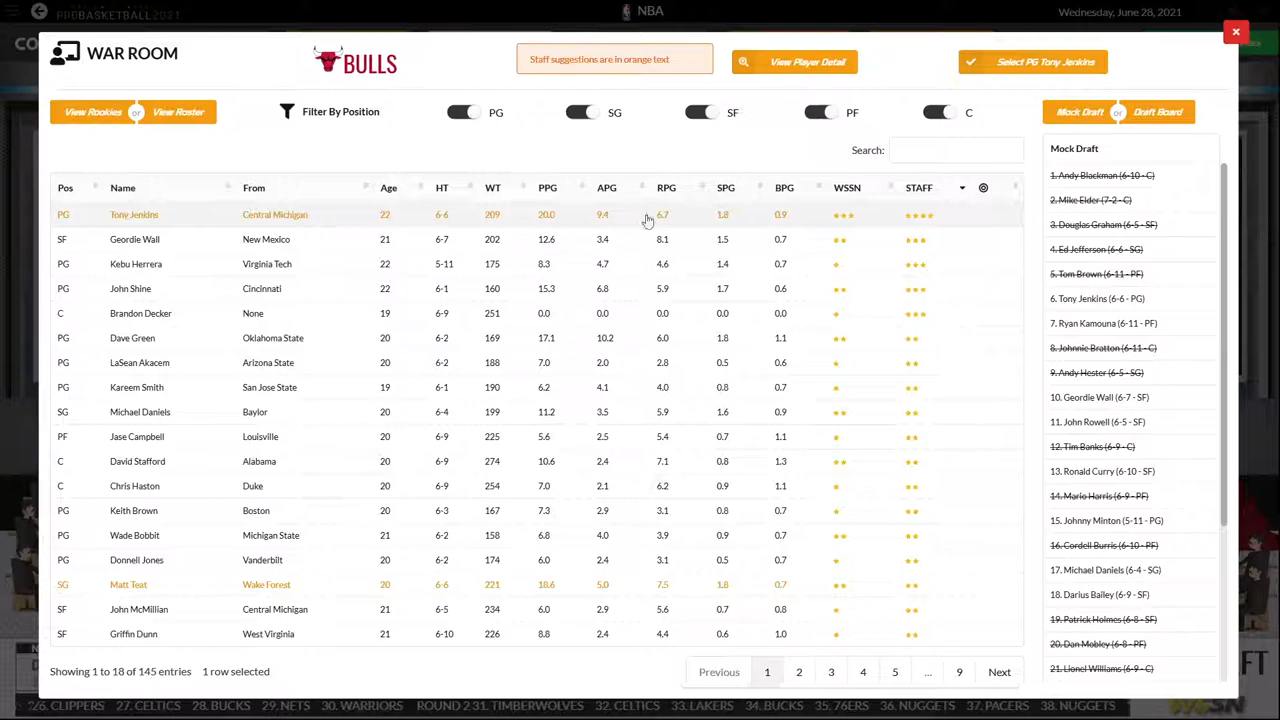 PROBASKETBALL2021
NBA
Wednesday, June 28, 2021
WAR ROOM
BULLS
Staff suggestions are in orange text
View Player Detail
Select PG Tony Jenkins
View Rookies or View Roster
Filter By Position
PG
SG
SF
PF
C
Mock Draft or Draft Board
Search:
Pos Name From Age HT WT PPG APG RPG SPG BPG WSSN STAFF
PG Tony Jenkins Central Michigan 22 6-6 209 20.0 9.4 6.7 1.8 0.9
SF Geordie Wall New Mexico 21 6-7 202 12.6 3.4 8.1 1.5 0.7
PG Kebu Herrera Virginia Tech 22 5-11 175 8.3 4.7 4.6 1.4 0.7
PG John Shine Cincinnati 22 6-1 160 15.3 6.8 5.9 1.7 0.6
C Brandon Decker None 19 6-9 251 0.0 0.0 0.0 0.0 0.0
PG Dave Green Oklahoma State 20 6-2 169 17.1 10.2 6.0 1.8 1.1
PG LaSean Akacem Arizona State 20 6-2 188 7.0 2.0 2.8 0.5 0.6
PG Kareem Smith San Jose State 19 6-1 190 6.2 4.1 4.0 0.8 0.7
SG Michael Daniels Baylor 20 6-4 199 11.2 3.5 5.9 1.6 0.9
PF Jase Campbell Louisville 20 6-9 225 5.6 2.5 5.4 0.7 1.1
C David Stafford Alabama 20 6-9 274 10.6 2.4 7.1 0.8 1.3
C Chris Haston Duke 20 6-9 254 7.0 2.1 6.2 0.9 1.1
PG Keith Brown Boston 20 6-3 167 7.3 2.9 3.1 0.8 0.7
PG Wade Bobbit Michigan State 21 6-2 158 6.8 4.0 3.9 0.9 0.7
PG Donnell Jones Vanderbilt 20 6-2 174 6.0 2.4 3.1 0.5 0.7
SG Matt Teat Wake Forest 20 6-6 221 18.6 5.0 7.5 1.8 0.7
SF John McMillian Central Michigan 21 6-5 234 6.0 2.9 5.6 0.7 0.8
SF Griffin Dunn West Virginia 21 6-10 226 8.8 2.4 4.4 0.6 1.0
Showing 1 to 18 of 145 entries 1 row selected
Previous 1 2 3 4 5 ... 9 Next
Mock Draft
1. Andy Blackman (6-10 - C)
2. Mike Elder (7-2 - C)
3. Douglas Graham (6-5 - SF)
4. Ed Jefferson (6-6 - SG)
5. Tom Brown (6-11 - PF)
6. Tony Jenkins (6-6 - PG)
7. Ryan Kamouna (6-11 - PF)
8. Johnnie Bratton (6-11 - C)
9. Andy Hester (6-5 - SG)
10. Geordie Wall (6-7 - SF)
11. John Rowell (6-5 - SF)
12. Tim Banks (6-9 - C)
13. Ronald Curry (6-10 - SF)
14. Mario Harris (6-9 - PF)
15. Johnny Minton (5-11 - PG)
16. Cordell Burris (6-10 - PF)
17. Michael Daniels (6-4 - SG)
18. Darius Bailey (6-9 - SF)
19. Patrick Holmes (6-8 - SF)
20. Dan Mobley (6-8 - PF)
21. Lionel Williams (6-9 - C)
26. CLIPPERS 27. CELTICS 28. BUCKS 29. NETS 30. WARRIORS ROUND 2 31. TIMBERWOLVES 32. CELTICS 33. LAKERS 34. BUCKS 35. 76ERS 36. NUGGETS 37. PACERS 38. NUGGETS